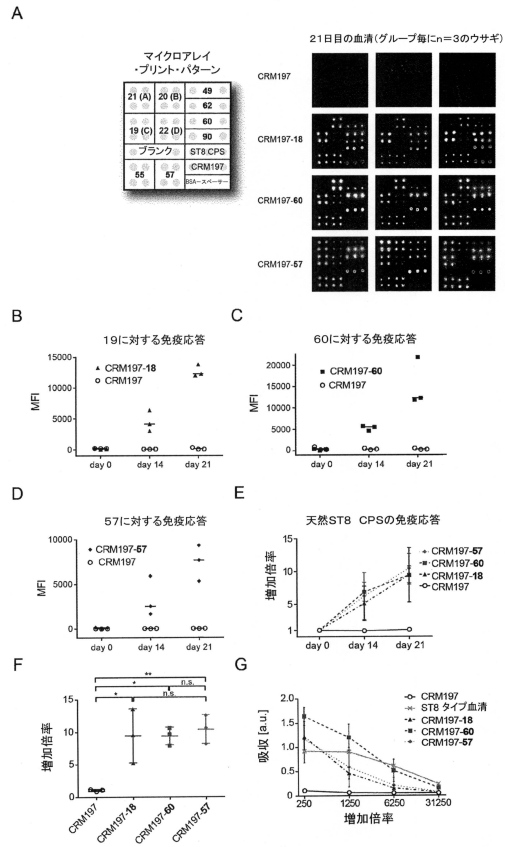 A
マイクロアレイ
・プリント・パターン
21 (A)
20 (B)
49
62
19 (C)
22 (D)
60
90
ブランク
ST8 CPS
55
57
CRM197
BSAースペーサー
21日目の血清(グループ毎にn=3のウサギ)
CRM197
CRM197-18
CRM197-60
CRM197-57
B
19に対する免疫応答
CRM197-18
CRM197
MFI
15000
10000
5000
0
day 0
day 14
day 21
C
60に対する免疫応答
CRM197-60
CRM197
MFI
20000
15000
10000
5000
0
day 0
day 14
day 21
D
57に対する免疫応答
CRM197-57
CRM197
MFI
10000
5000
0
day 0
day 14
day 21
E
天然ST8 CPSの免疫応答
CRM197-57
CRM197-60
CRM197-18
CRM197
増加倍率
15
10
5
1
day 0
day 14
day 21
F
**
*
n.s.
*
n.s.
増加倍率
15
10
5
0
CRM197
CRM197-18
CRM197-60
CRM197-57
G
CRM197
ST8 タイプ血清
CRM197-18
CRM197-60
CRM197-57
吸収 [a.u.]
2.0
1.5
1.0
0.5
0.0
250
1250
6250
31250
増加倍率